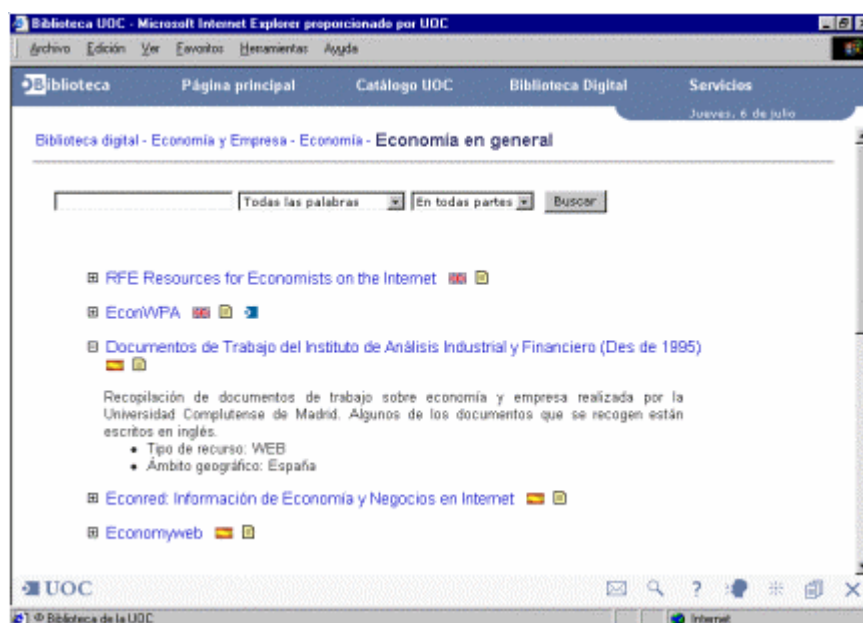 Biblioteca UOC - Microsoft Internet Explorer proporcionado por UOC
Archivo Edición Ver Favoritos Herramientas Ayuda
Biblioteca Página principal Catálogo UOC Biblioteca Digital Servicios
Jueves, 6 de julio
Biblioteca digital - Economía y Empresa - Economía - Economía en general
Todas las palabras En todas partes Buscar
RFE Resources for Economists on the Internet
EconWPA
Documentos de Trabajo del Instituto de Análisis Industrial y Financiero (Des de 1995)
Recopilación de documentos de trabajo sobre economía y empresa realizada por la
Universidad Complutense de Madrid. Algunos de los documentos que se recogen están
escritos en inglés.
• Tipo de recurso: WEB
• Ámbito geográfico: España
Econred: Información de Economía y Negocios en Internet
Economyweb
UOC
© Biblioteca de la UOC Internet